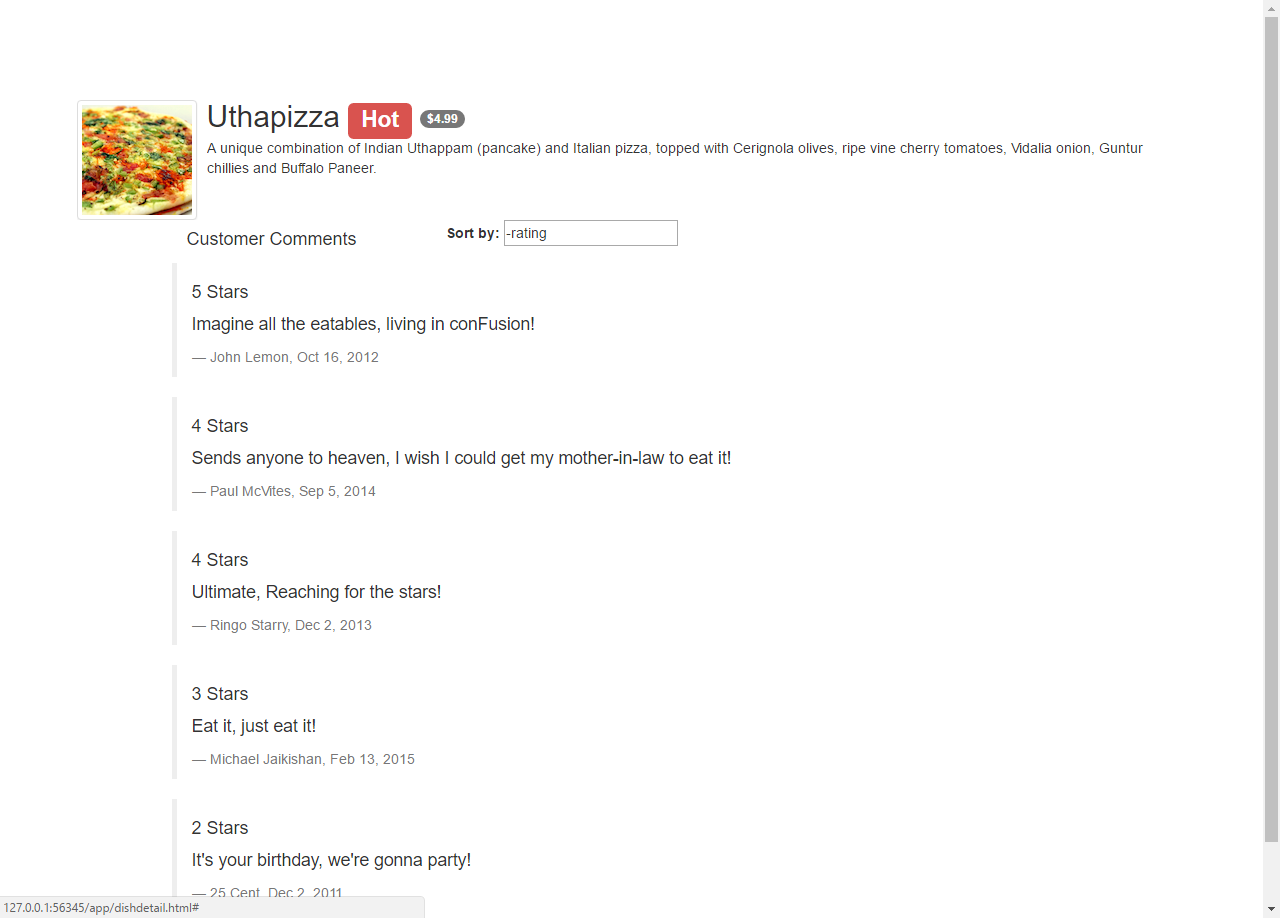 Uthapizza Hot $4.99
A unique combination of Indian Uthappam (pancake) and Italian pizza, topped with Cerignola olives, ripe vine cherry tomatoes, Vidalia onion, Guntur
chillies and Buffalo Paneer.
Customer Comments Sort by: -rating
5 Stars
Imagine all the eatables, living in conFusion!
— John Lemon, Oct 16, 2012
4 Stars
Sends anyone to heaven, I wish I could get my mother-in-law to eat it!
— Paul McVites, Sep 5, 2014
4 Stars
Ultimate, Reaching for the stars!
— Ringo Starry, Dec 2, 2013
3 Stars
Eat it, just eat it!
— Michael Jaikishan, Feb 13, 2015
2 Stars
It's your birthday, we're gonna party!
— 25 Cent, Dec 2, 2011
127.0.0.1:56345/app/dishdetail.html#